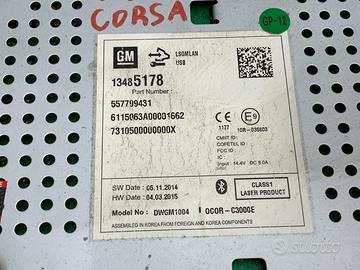 CORSA
GP-12
GM
LSGMLAN
USB
13485178
Part Number
557799431
6115063A00031662
7310500000000X
1177
E9
10R-036603
CMIIT ID :
COFETEL ID :
FCC ID :
IC :
Input : 14.4V DC 5.0A
SW Date : 05.11.2014
HW Date : 04.03.2015
CLASS1
LASER PRODUCT
Model No : DWGM1004
OCOR-C3000E
ASSEMBLED IN KOREA FROM FOREIGN AND KOREA COMPONENTS
subito